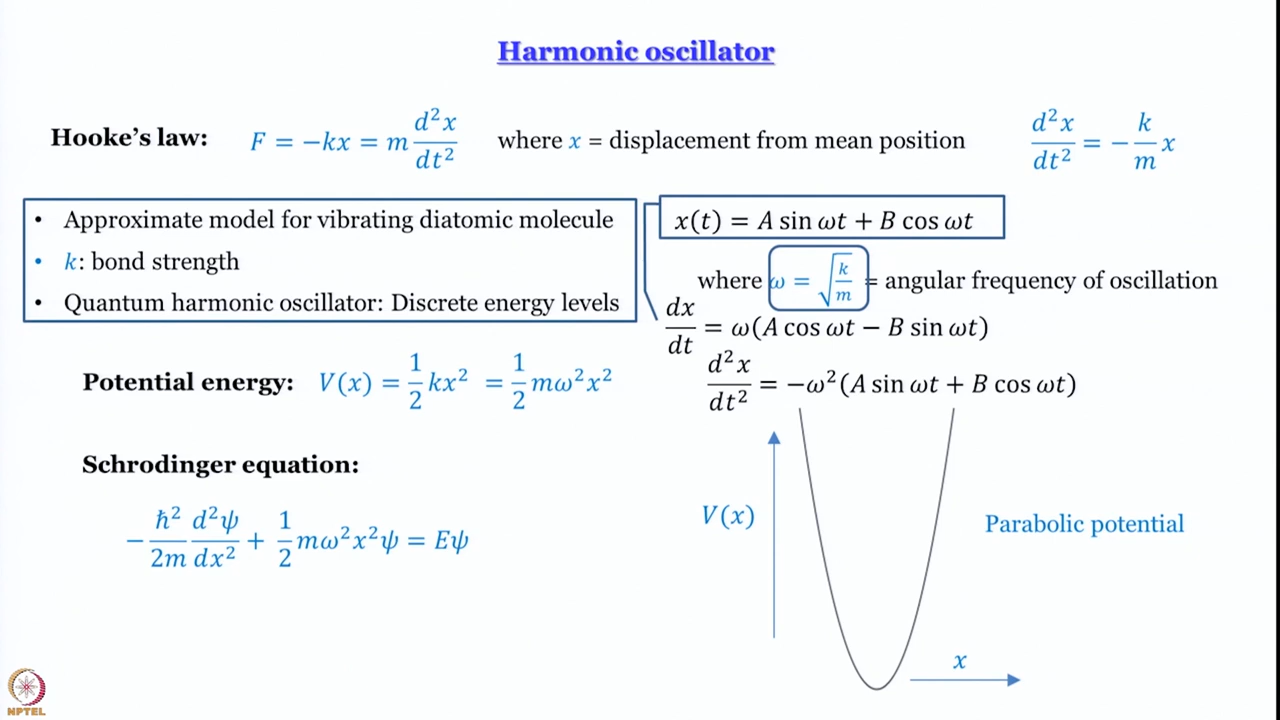 Harmonic oscillator
Hooke's law: F = −kx = m d²x/dt² where x = displacement from mean position d²x/dt² = − k/m x
• Approximate model for vibrating diatomic molecule
• k: bond strength
• Quantum harmonic oscillator: Discrete energy levels
x(t) = A sin ωt + B cos ωt
where ω = √(k/m) = angular frequency of oscillation
dx/dt = ω(A cos ωt − B sin ωt)
d²x/dt² = −ω²(A sin ωt + B cos ωt)
Potential energy: V(x) = 1/2 kx² = 1/2 mω²x²
Schrodinger equation:
− ħ²/2m d²ψ/dx² + 1/2 mω²x²ψ = Eψ
V(x)
Parabolic potential
x
NPTEL